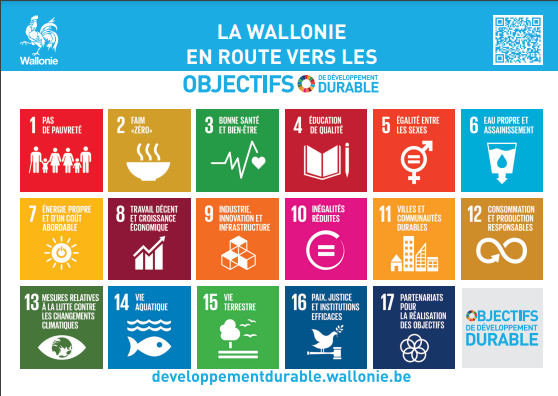 Wallonie
LA WALLONIE
EN ROUTE VERS LES
OBJECTIFS DE DÉVELOPPEMENT
DURABLE
1 PAS
DE PAUVRETÉ
2 FAIM
«ZÉRO»
3 BONNE SANTÉ
ET BIEN-ÊTRE
4 ÉDUCATION
DE QUALITÉ
5 ÉGALITÉ ENTRE
LES SEXES
6 EAU PROPRE ET
ASSAINISSEMENT
7 ÉNERGIE PROPRE
ET D'UN COÛT
ABORDABLE
8 TRAVAIL DÉCENT
ET CROISSANCE
ÉCONOMIQUE
9 INDUSTRIE,
INNOVATION ET
INFRASTRUCTURE
10 INÉGALITÉS
RÉDUITES
11 VILLES ET
COMMUNAUTÉS
DURABLES
12 CONSOMMATION
ET PRODUCTION
RESPONSABLES
13 MESURES RELATIVES
À LA LUTTE CONTRE
LES CHANGEMENTS
CLIMATIQUES
14 VIE
AQUATIQUE
15 VIE
TERRESTRE
16 PAIX, JUSTICE
ET INSTITUTIONS
EFFICACES
17 PARTENARIATS
POUR
LA RÉALISATION
DES OBJECTIFS
OBJECTIFS
DE DÉVELOPPEMENT
DURABLE
developpementdurable.wallonie.be